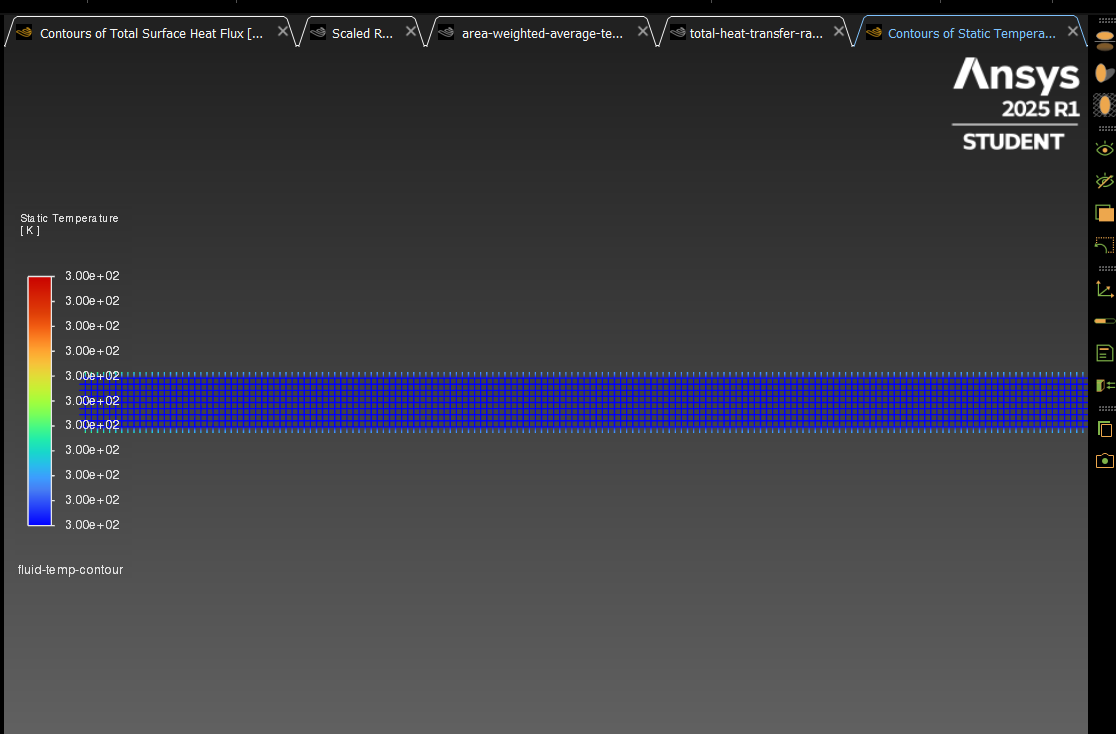 Contours of Total Surface Heat Flux [...
Scaled R...
area-weighted-average-te...
total-heat-transfer-ra...
Contours of Static Tempera...
Ansys
2025 R1
STUDENT
Static Temperature
[ K ]
3.00e+02
3.00e+02
3.00e+02
3.00e+02
3.00e+02
3.00e+02
3.00e+02
3.00e+02
3.00e+02
3.00e+02
3.00e+02
fluid-temp-contour